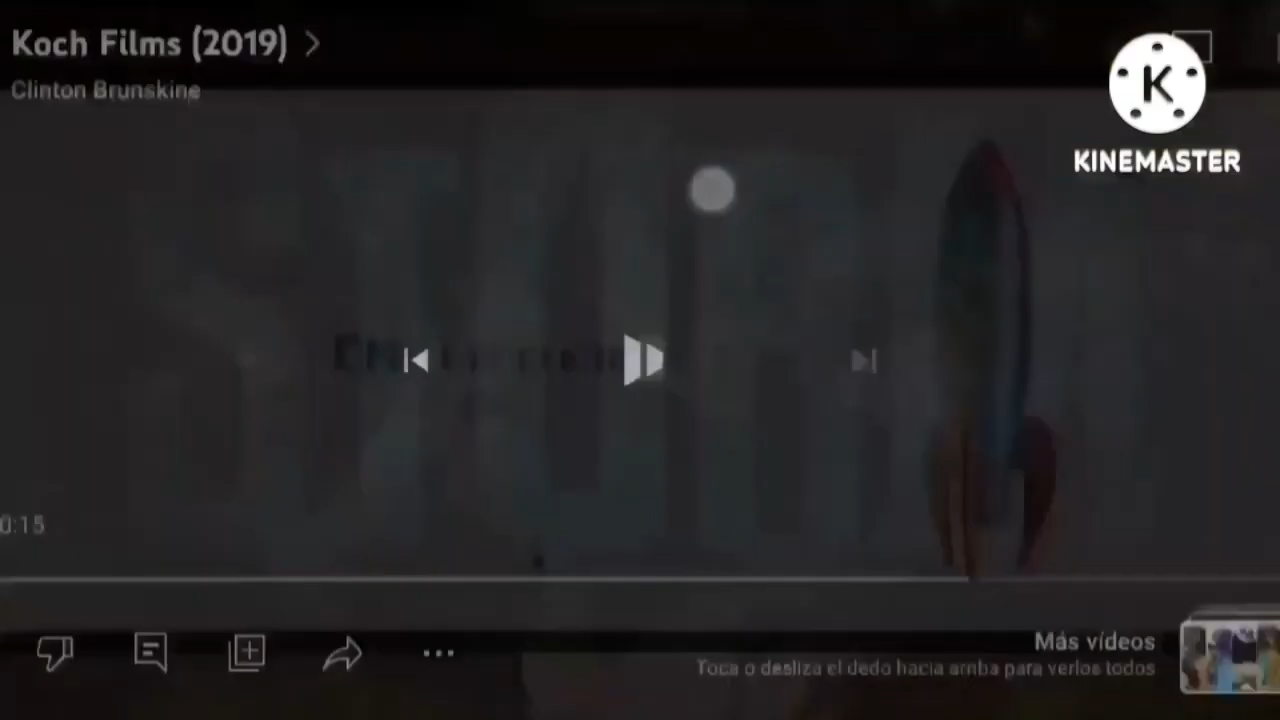 Koch Films (2019)
Clinton Brunskine
K
KINEMASTER
0:15
Más vídeos
Toca o desliza el dedo hacia arriba para verlos todos